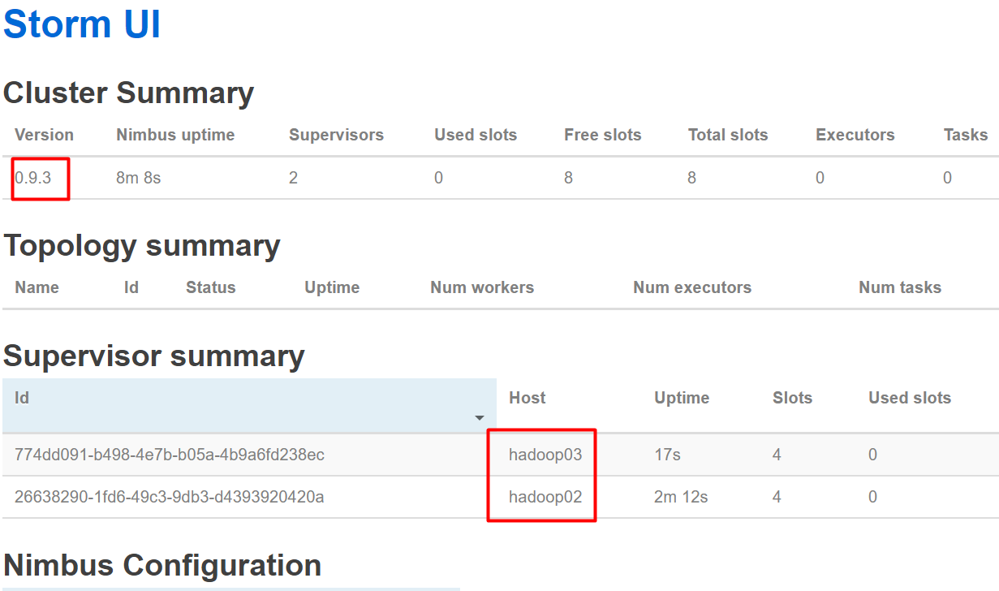 Storm UI
Cluster Summary
Version Nimbus uptime Supervisors Used slots Free slots Total slots Executors Tasks
0.9.3 8m 8s 2 0 8 8 0 0
Topology summary
Name Id Status Uptime Num workers Num executors Num tasks
Supervisor summary
Id Host Uptime Slots Used slots
774dd091-b498-4e7b-b05a-4b9a6fd238ec hadoop03 17s 4 0
26638290-1fd6-49c3-9db3-d4393920420a hadoop02 2m 12s 4 0
Nimbus Configuration